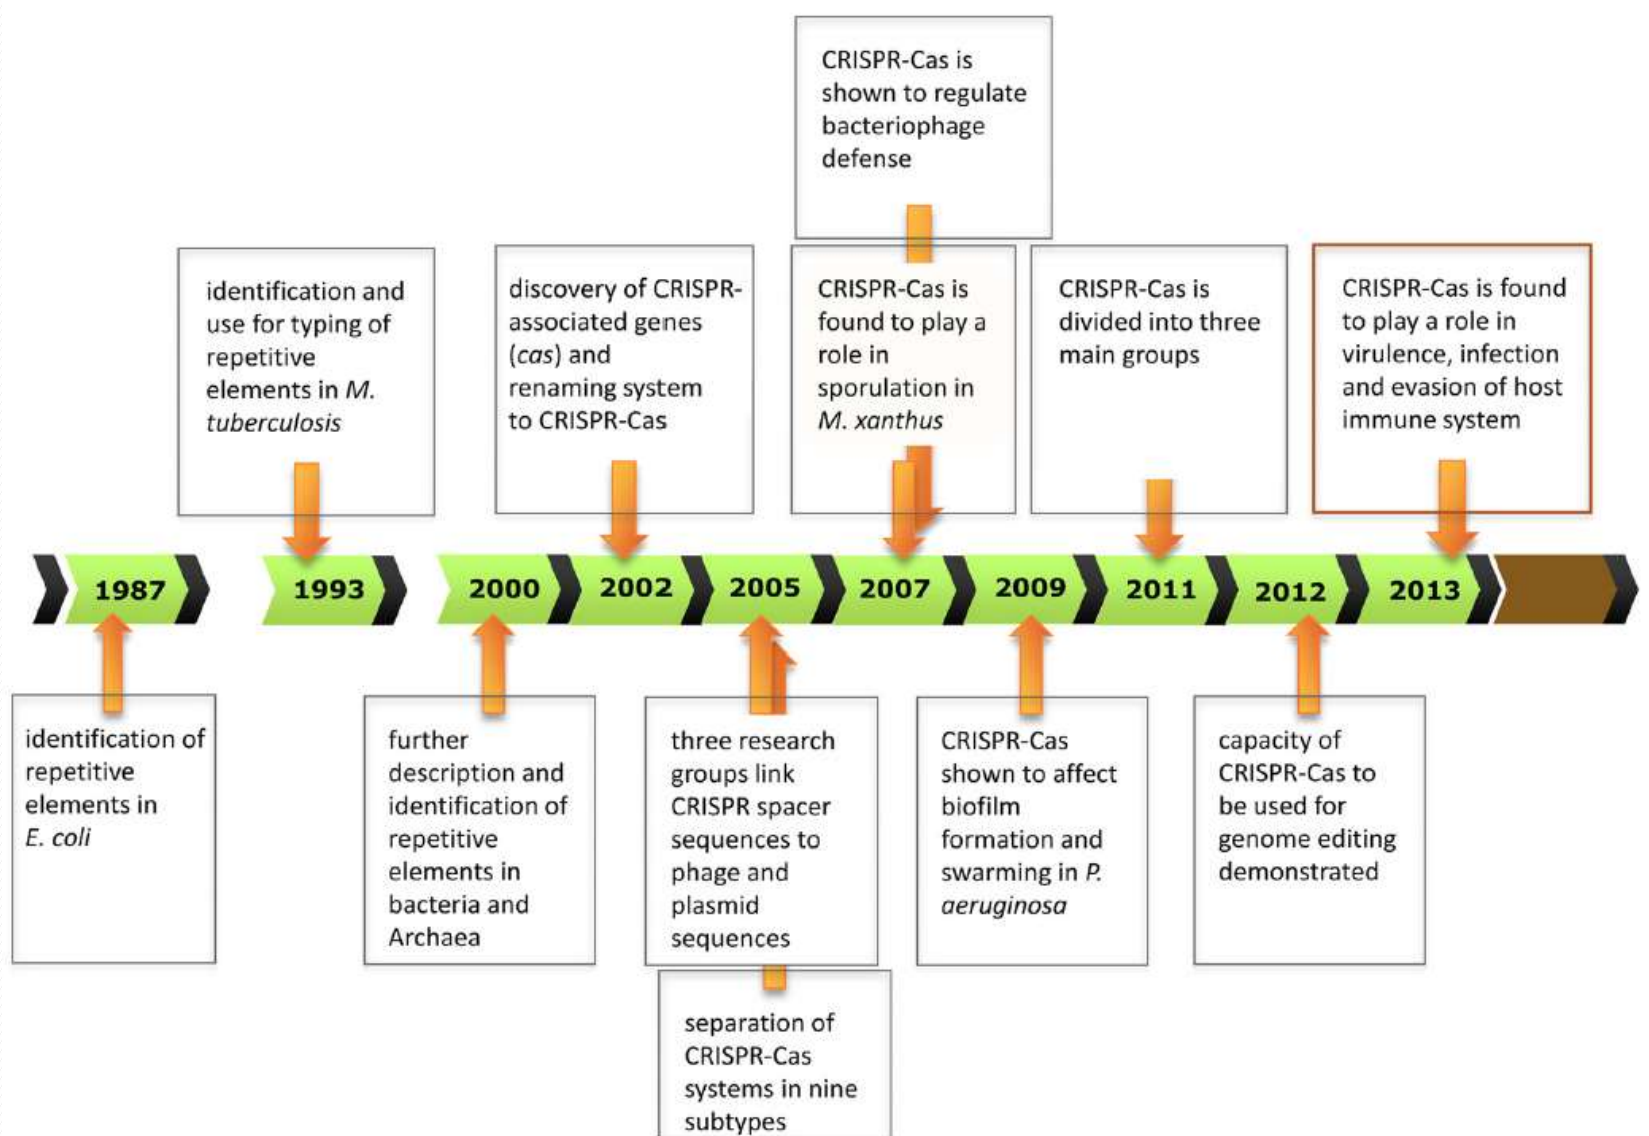 CRISPR-Cas is
shown to regulate
bacteriophage
defense
identification and
use for typing of
repetitive
elements in M.
tuberculosis
discovery of CRISPR-
associated genes
(cas) and
renaming system
to CRISPR-Cas
CRISPR-Cas is
found to play a
role in
sporulation in
M. xanthus
CRISPR-Cas is
divided into three
main groups
CRISPR-Cas is found
to play a role in
virulence, infection
and evasion of host
immune system
1987 1993 2000 2002 2005 2007 2009 2011 2012 2013
identification of
repetitive
elements in
E. coli
further
description and
identification of
repetitive
elements in
bacteria and
Archaea
three research
groups link
CRISPR spacer
sequences to
phage and
plasmid
sequences
separation of
CRISPR-Cas
systems in nine
subtypes
CRISPR-Cas
shown to affect
biofilm
formation and
swarming in P.
aeruginosa
capacity of
CRISPR-Cas to
be used for
genome editing
demonstrated